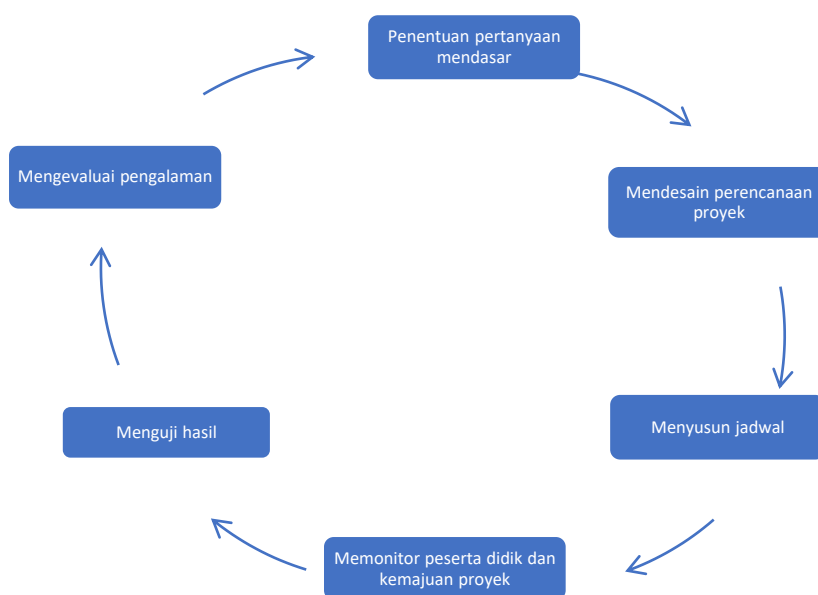 Penentuan pertanyaan
mendasar
Mendesain perencanaan
proyek
Menyusun jadwal
Memonitor peserta didik dan
kemajuan proyek
Menguji hasil
Mengevaluai pengalaman